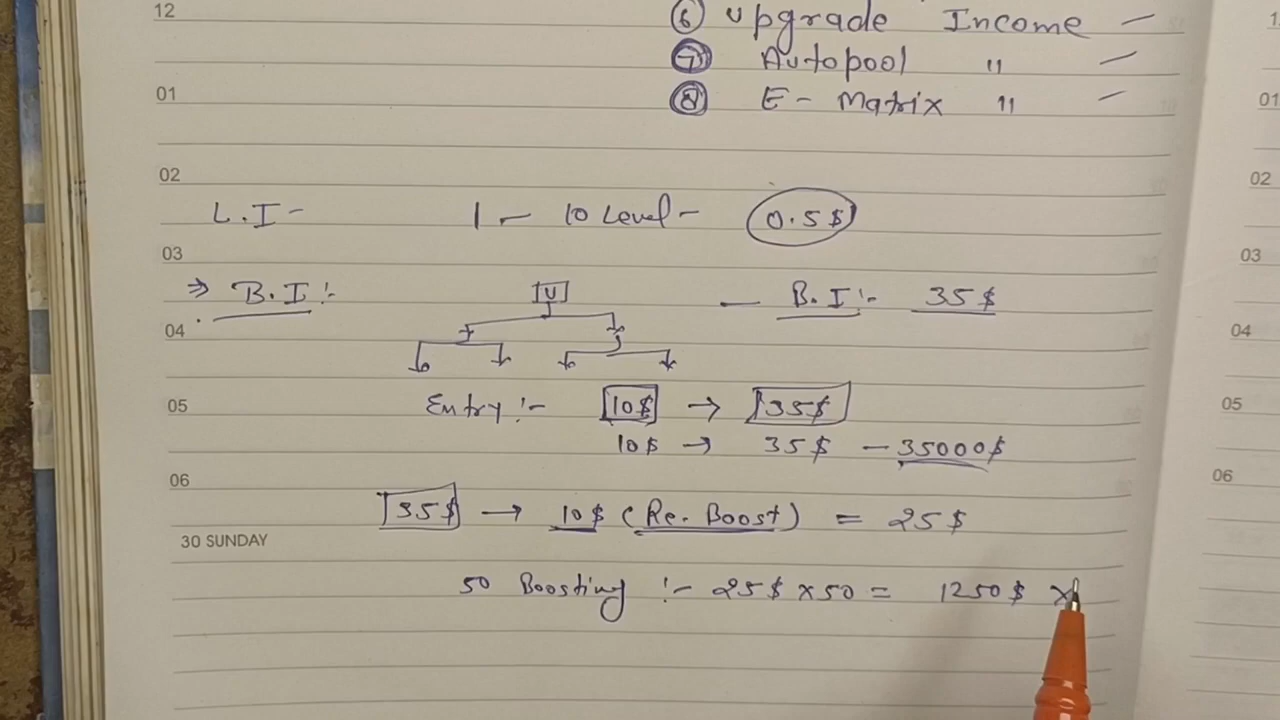 12
⑥ Upgrade Income -
⑦ Autopool " -
01
⑧ E- Matrix " -
01
02
02
L.I - 1 - 10 Level - 0.5$
03
03
⇒ B.I :- U - B.I :- 35$
04
04
05
Entry :- 10$ → 35$
05
10$ → 35$ - 35000$
06
06
35$ → 10$ (Re. Boost) = 25$
30 SUNDAY
50 Boosting :- 25$ x 50 = 1250$ x